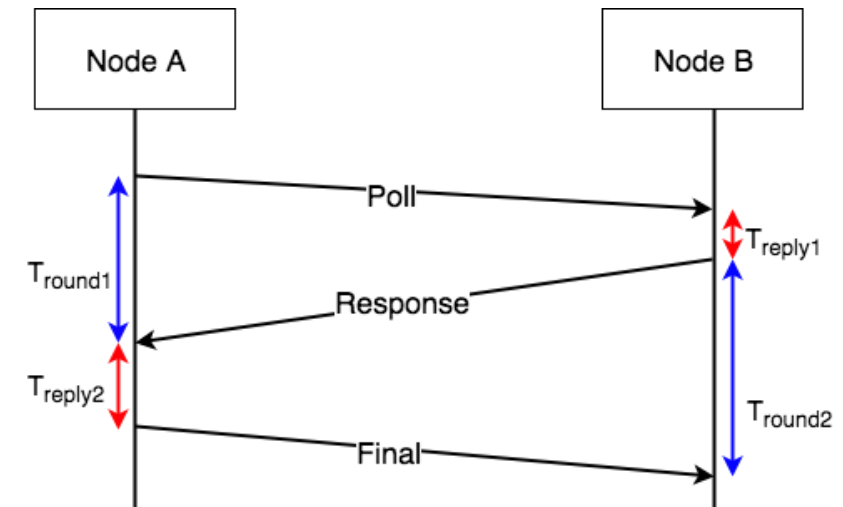 Node A
Node B
Poll
Treply1
Tround1
Response
Treply2
Tround2
Final